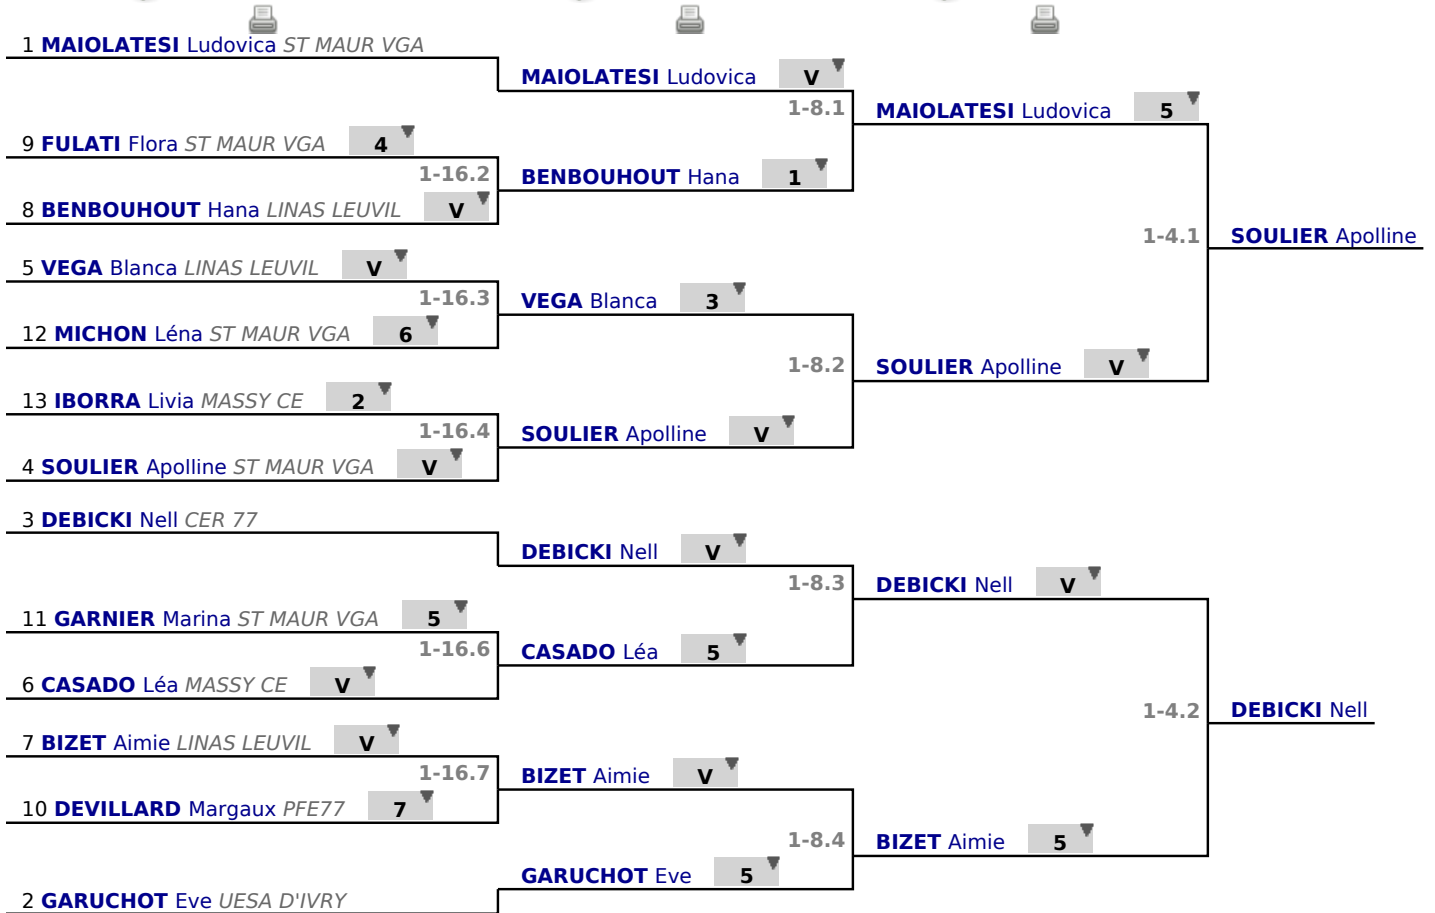 1 MAIOLATESI Ludovica ST MAUR VGA
9 FULATI Flora ST MAUR VGA 4
1-16.2
8 BENBOUHOUT Hana LINAS LEUVIL V
5 VEGA Blanca LINAS LEUVIL V
1-16.3
12 MICHON Léna ST MAUR VGA 6
13 IBORRA Livia MASSY CE 2
1-16.4
4 SOULIER Apolline ST MAUR VGA V
3 DEBICKI Nell CER 77
11 GARNIER Marina ST MAUR VGA 5
1-16.6
6 CASADO Léa MASSY CE V
7 BIZET Aimie LINAS LEUVIL V
1-16.7
10 DEVILLARD Margaux PFE77 7
2 GARUCHOT Eve UESA D'IVRY
MAIOLATESI Ludovica V
1-8.1
BENBOUHOUT Hana 1
VEGA Blanca 3
1-8.2
SOULIER Apolline V
DEBICKI Nell V
1-8.3
CASADO Léa 5
BIZET Aimie V
1-8.4
GARUCHOT Eve 5
MAIOLATESI Ludovica 5
1-4.1
SOULIER Apolline V
DEBICKI Nell V
1-4.2
BIZET Aimie 5
SOULIER Apolline
DEBICKI Nell